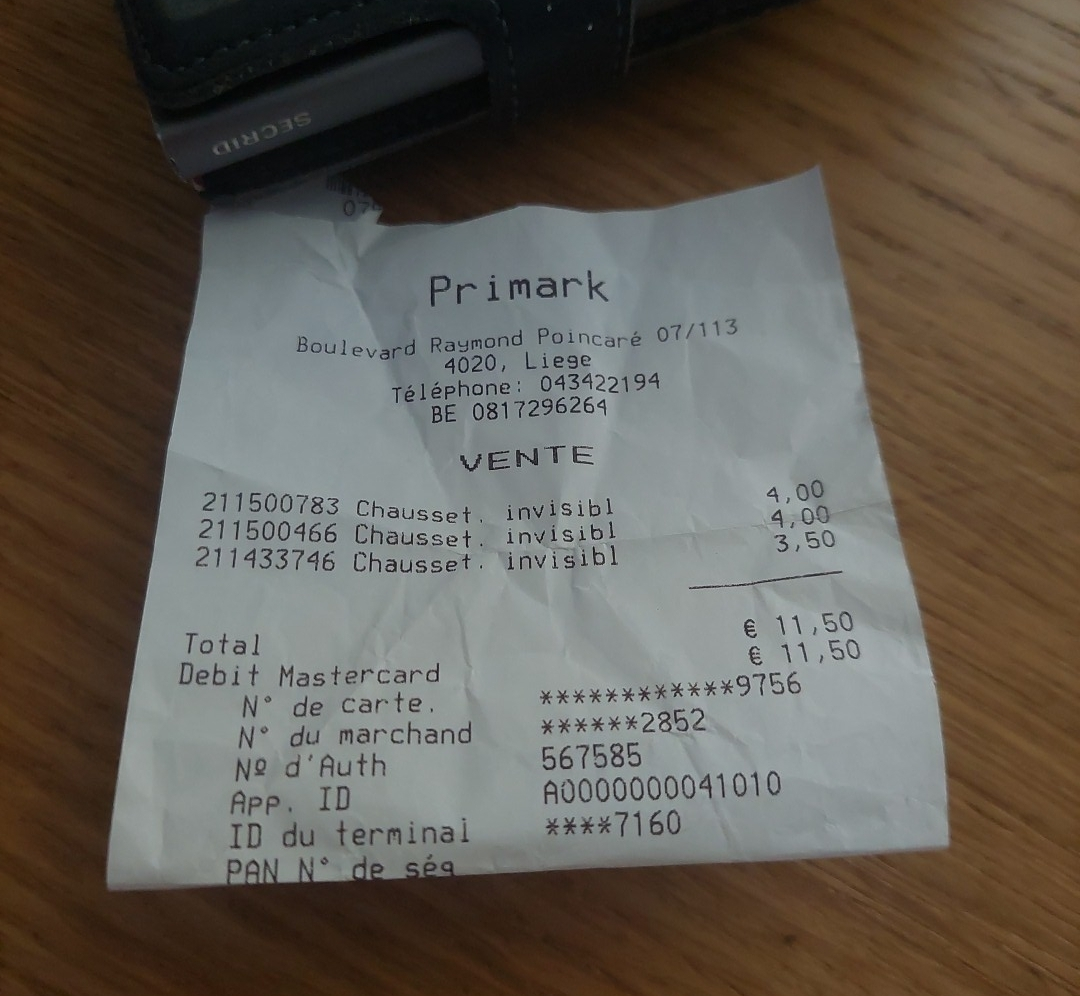 SECRID
07
Primark
Boulevard Raymond Poincaré 07/113
4020, Liege
Téléphone: 043422194
BE 0817296264
VENTE
211500783 Chausset. invisibl 4,00
211500466 Chausset. invisibl 4,00
211433746 Chausset. invisibl 3,50
Total € 11,50
Debit Mastercard € 11,50
N° de carte. ************9756
N° du marchand ******2852
Nº d'Auth 567585
App. ID A0000000041010
ID du terminal ****7160
PAN N° de séq